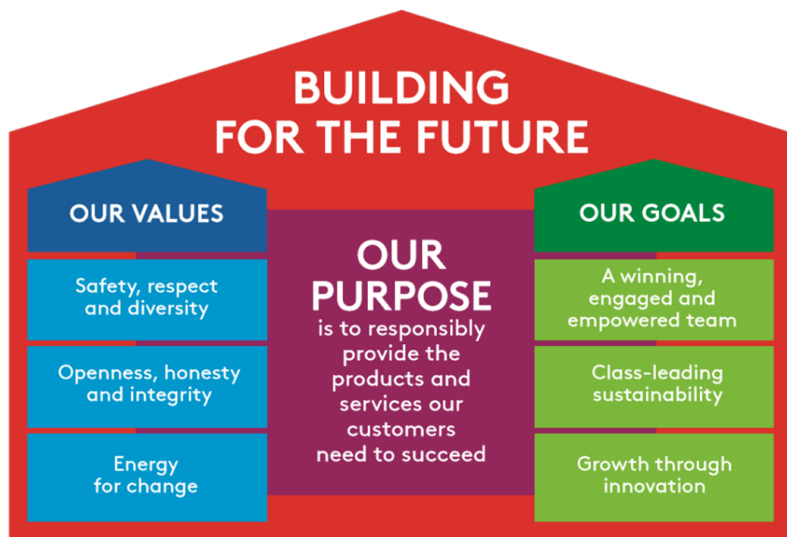 BUILDING
FOR THE FUTURE
OUR VALUES
Safety, respect
and diversity
Openness, honesty
and integrity
Energy
for change
OUR
PURPOSE
is to responsibly
provide the
products and
services our
customers
need to succeed
OUR GOALS
A winning,
engaged and
empowered team
Class-leading
sustainability
Growth through
innovation